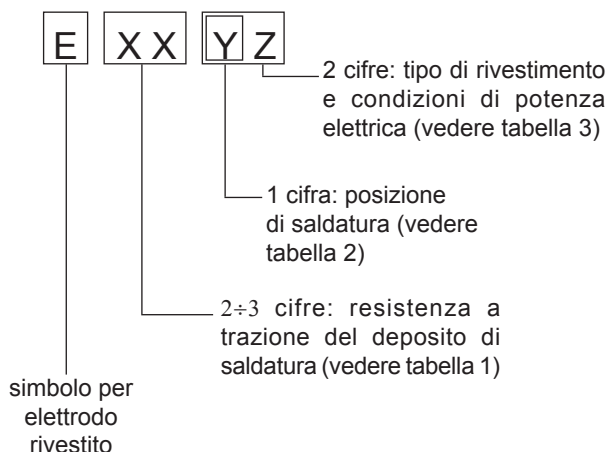 E XX YZ
2 cifre: tipo di rivestimento
e condizioni di potenza
elettrica (vedere tabella 3)
1 cifra: posizione
di saldatura (vedere
tabella 2)
2÷3 cifre: resistenza a
trazione del deposito di
saldatura (vedere tabella 1)
simbolo per
elettrodo
rivestito